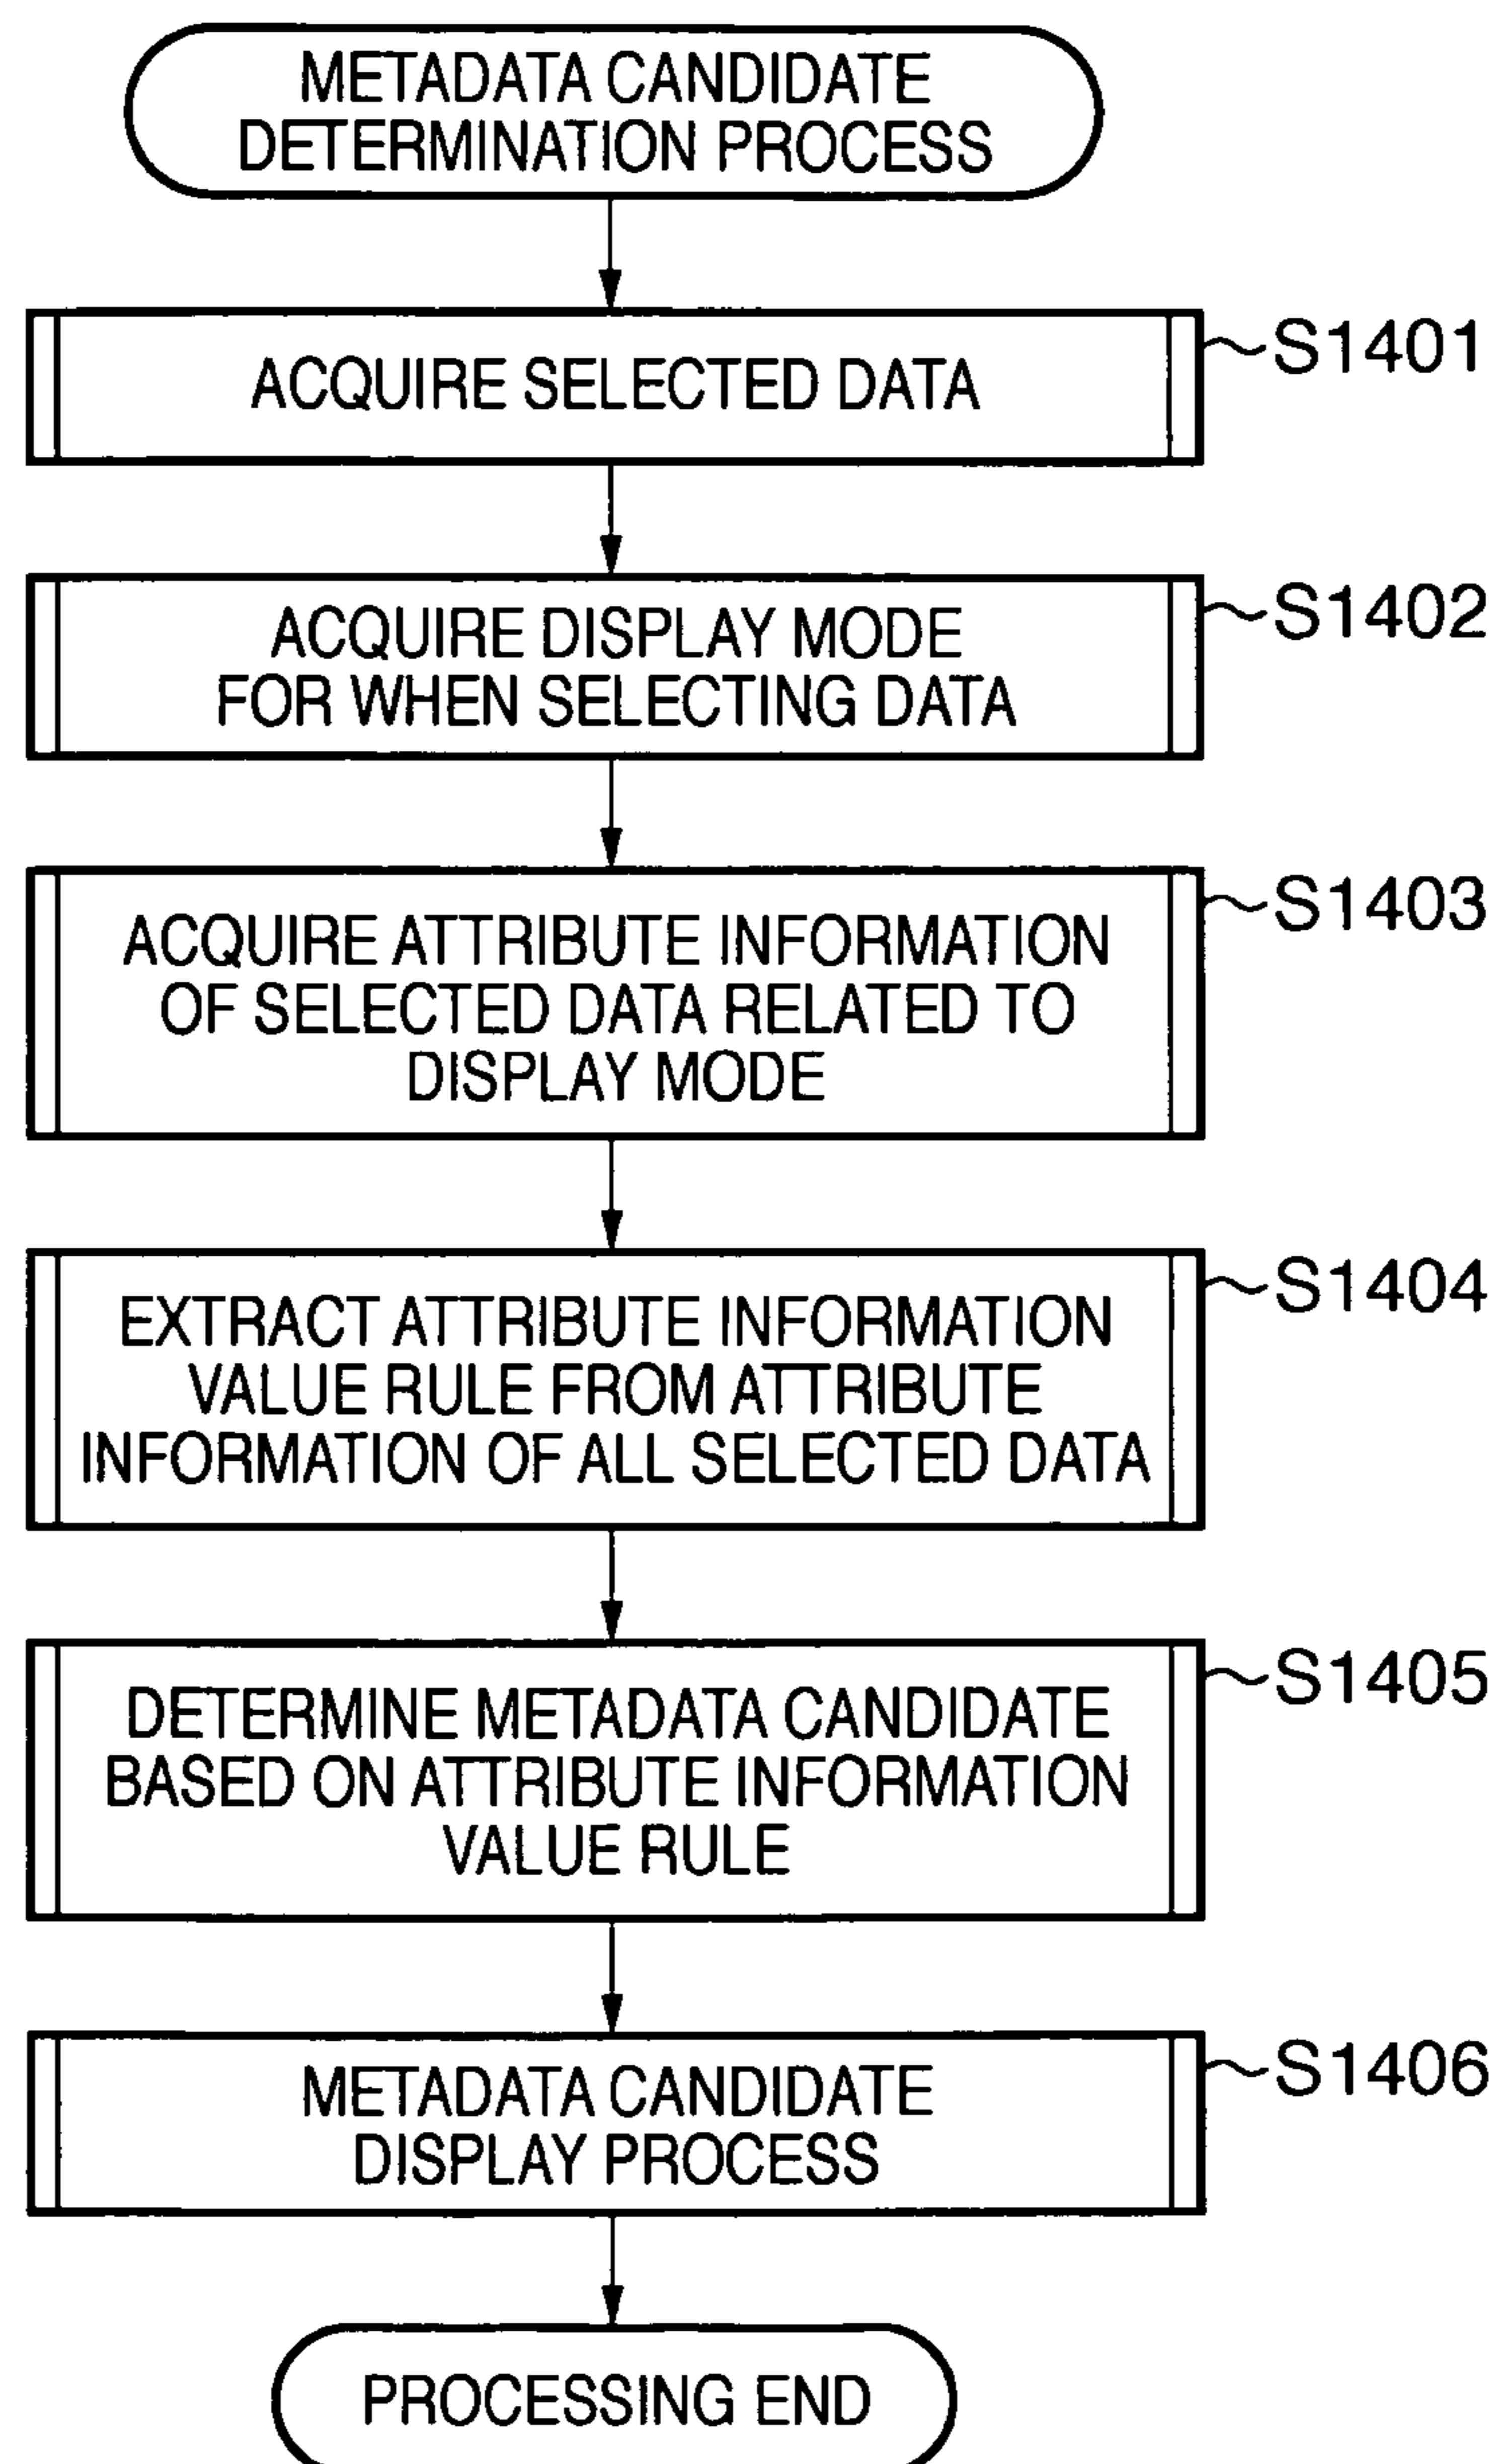 METADATA CANDIDATE
DETERMINATION PROCESS
ACQUIRE SELECTED DATA
S1401
ACQUIRE DISPLAY MODE
FOR WHEN SELECTING DATA
S1402
ACQUIRE ATTRIBUTE INFORMATION
OF SELECTED DATA RELATED TO
DISPLAY MODE
S1403
EXTRACT ATTRIBUTE INFORMATION
VALUE RULE FROM ATTRIBUTE
INFORMATION OF ALL SELECTED DATA
S1404
DETERMINE METADATA CANDIDATE
BASED ON ATTRIBUTE INFORMATION
VALUE RULE
S1405
METADATA CANDIDATE
DISPLAY PROCESS
S1406
PROCESSING END